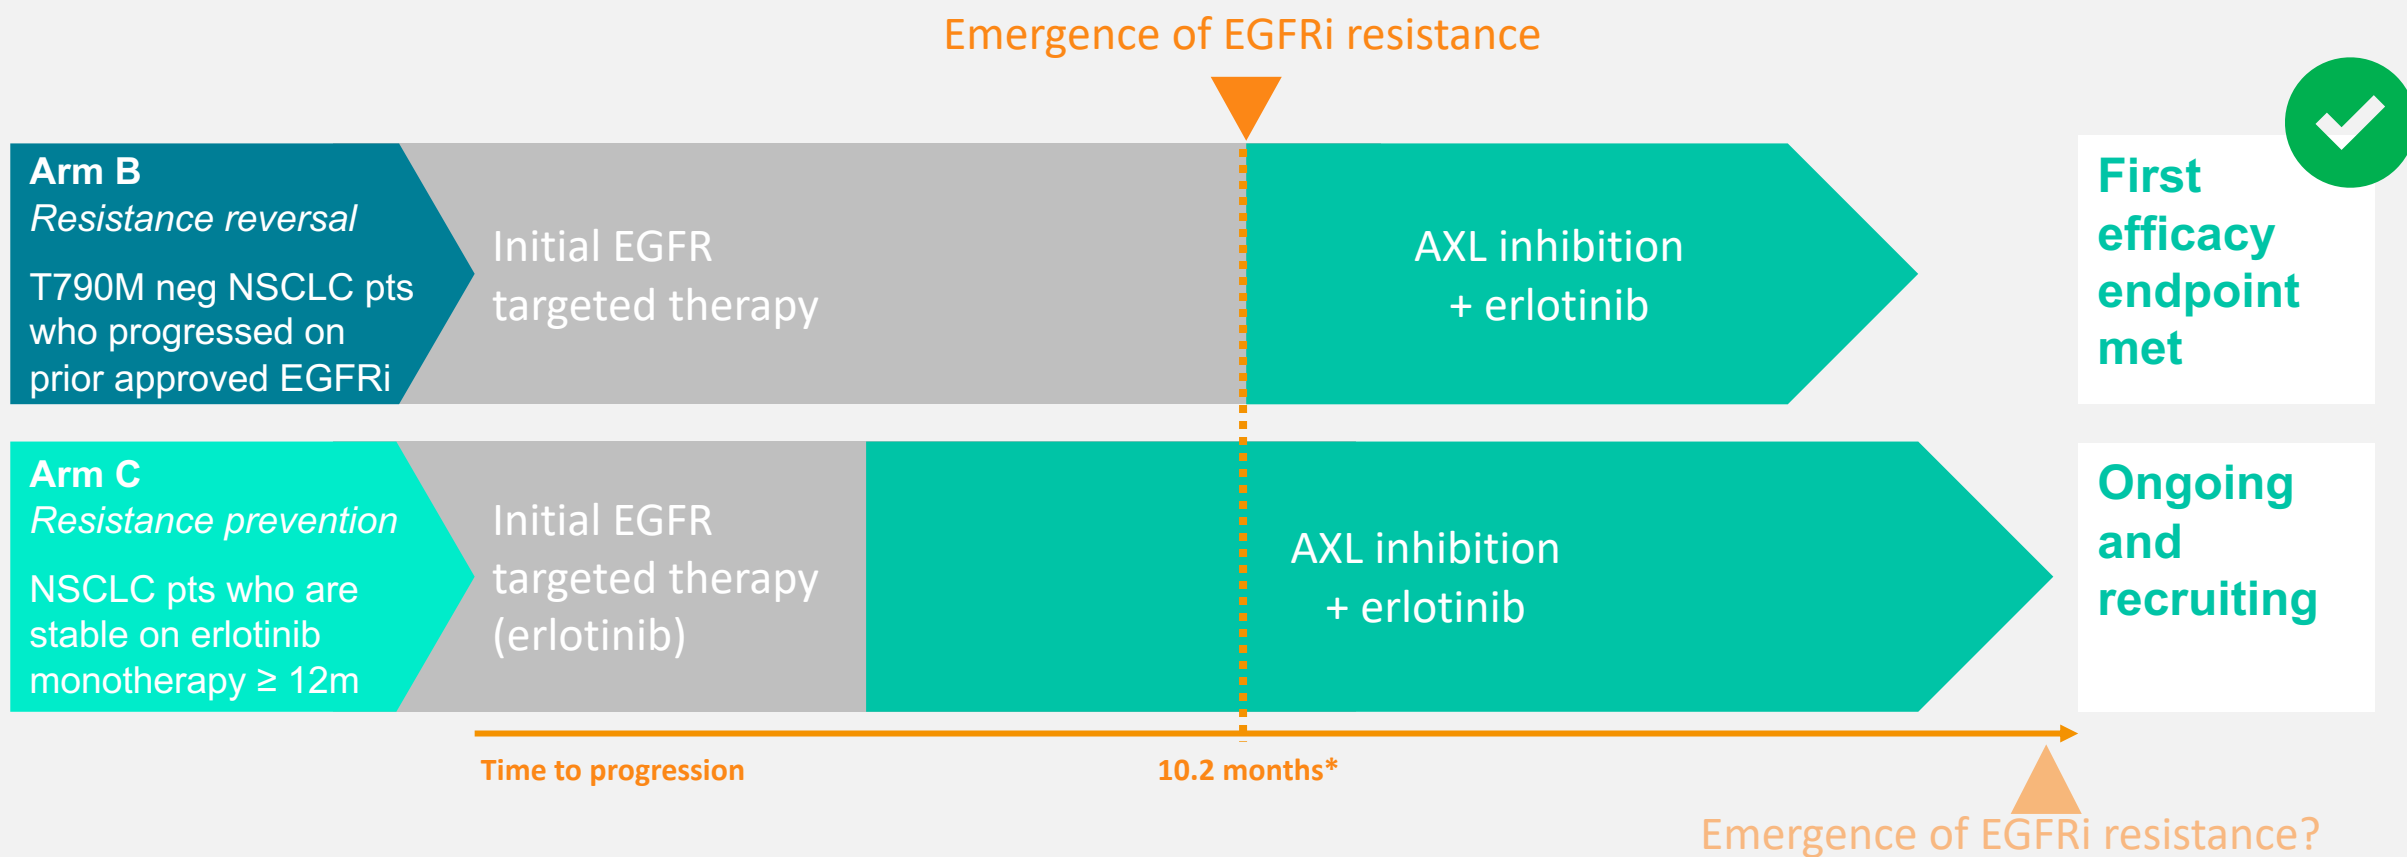 Emergence of EGFRi resistance
Arm B
Resistance reversal
T790M neg NSCLC pts
who progressed on
prior approved EGFRi
Initial EGFR
targeted therapy
AXL inhibition
+ erlotinib
First
efficacy
endpoint
met
Arm C
Resistance prevention
NSCLC pts who are
stable on erlotinib
monotherapy ≥ 12m
Initial EGFR
targeted therapy
(erlotinib)
AXL inhibition
+ erlotinib
Ongoing
and
recruiting
Time to progression
10.2 months*
Emergence of EGFRi resistance?